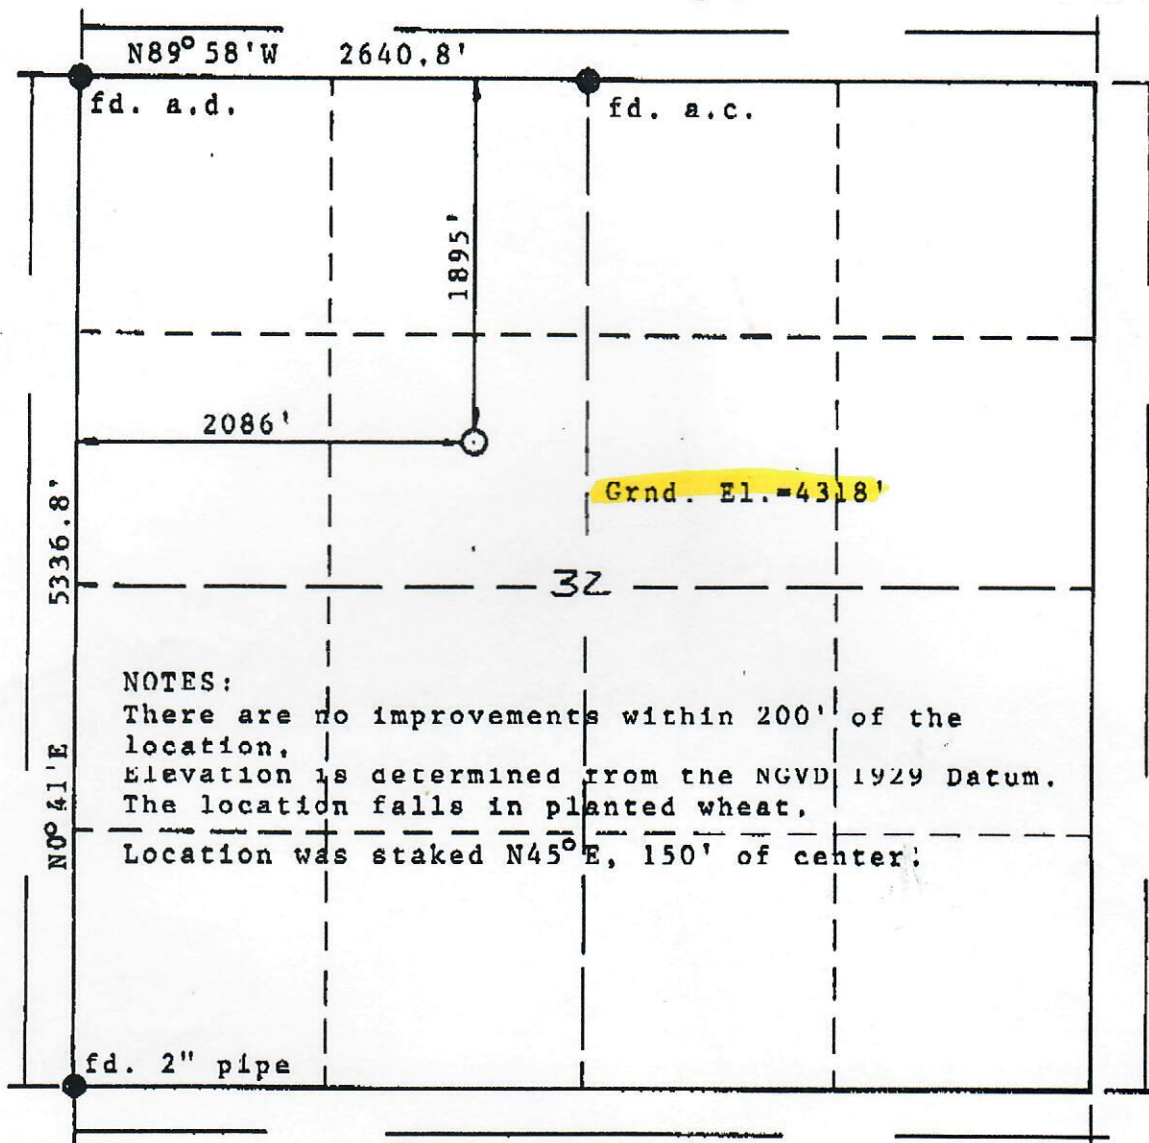 N89° 58'W 2640.8'
fd. a.d.
fd. a.c.
1895'
2086'
Grnd. El.=4318'
5336.8'
32
NOTES:
There are no improvements within 200' of the
location.
Elevation is determined from the NGVD 1929 Datum.
The location falls in planted wheat.
N0° 41'E
Location was staked N45°E, 150' of center.
fd. 2" pipe